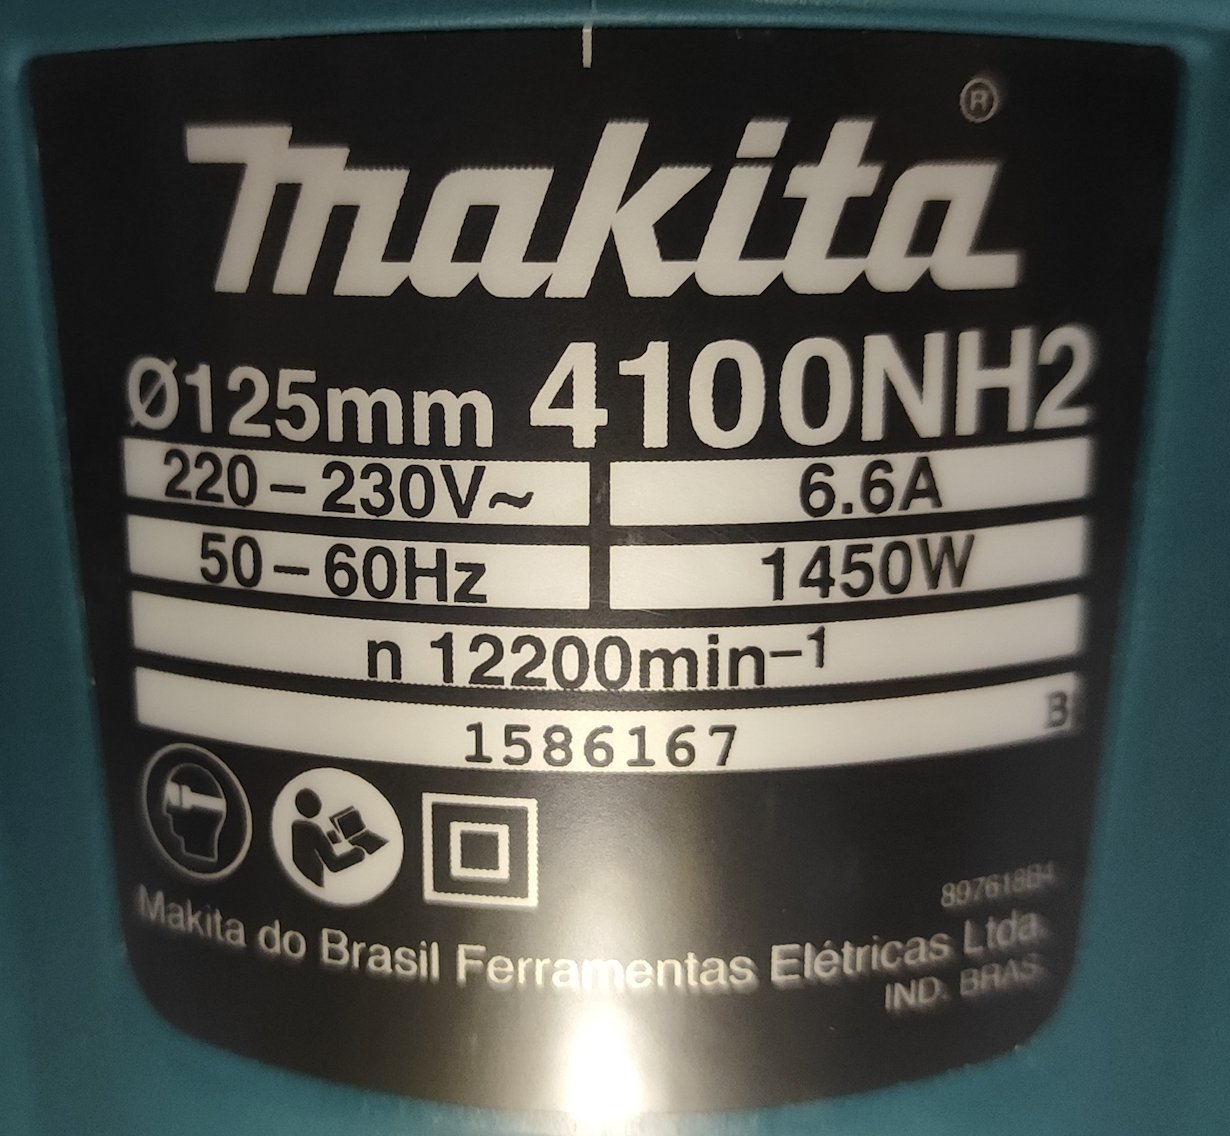 makita®
Ø125mm 4100NH2
220–230V~ 6.6A
50–60Hz 1450W
n 12200min⁻¹
1586167 B
897618B4
Makita do Brasil Ferramentas Elétricas Ltda.
IND. BRAS.